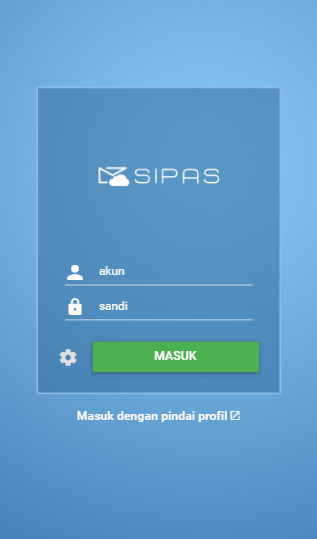 SIPAS
akun
sandi
MASUK
Masuk dengan pindai profil